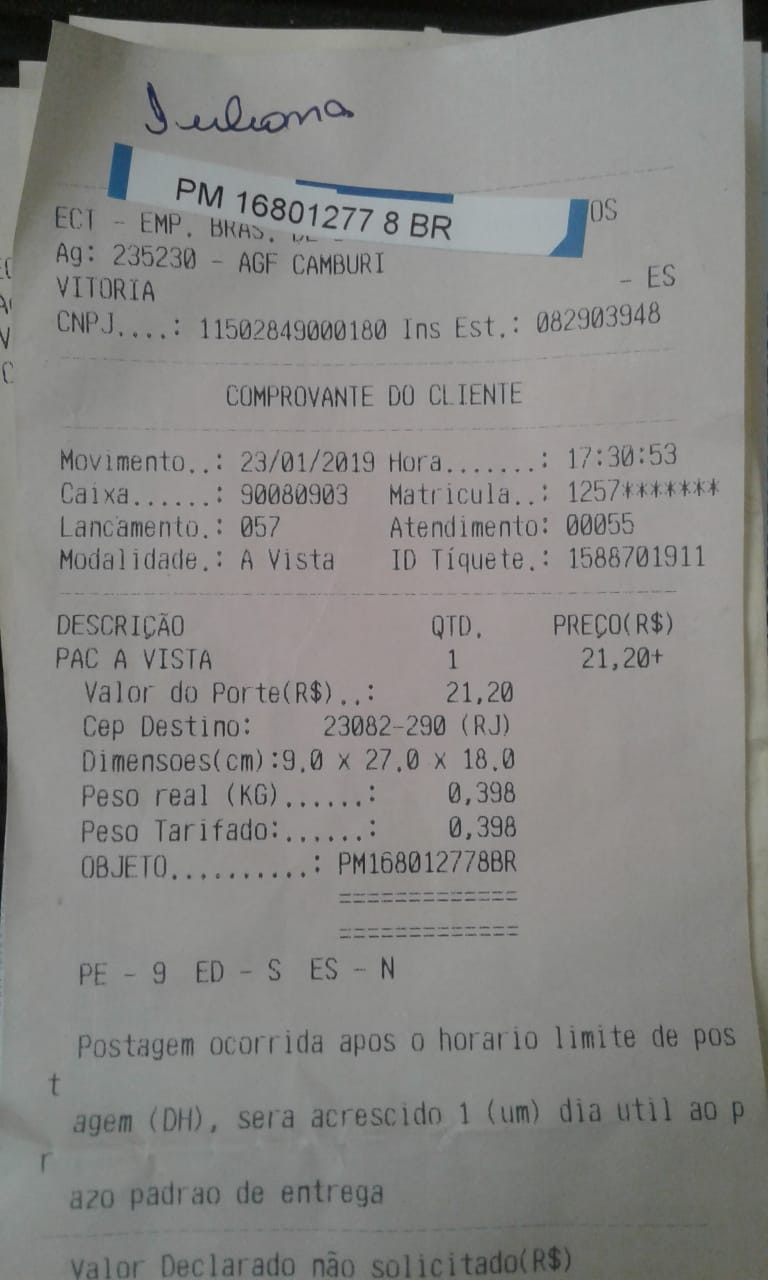 Juliana
PM 16801277 8 BR
OS
ECT - EMP. BRAS. DE
Ag: 235230 - AGF CAMBURI
VITORIA - ES
CNPJ....: 11502849000180 Ins Est.: 082903948
COMPROVANTE DO CLIENTE
Movimento..: 23/01/2019 Hora.......: 17:30:53
Caixa......: 90080903 Matricula..: 1257*******
Lancamento.: 057 Atendimento: 00055
Modalidade.: A Vista ID Tíquete.: 1588701911
DESCRIÇÃO QTD. PREÇO(R$)
PAC A VISTA 1 21,20+
Valor do Porte(R$)..: 21,20
Cep Destino: 23082-290 (RJ)
Dimensoes(cm):9.0 x 27.0 x 18.0
Peso real (KG)......: 0,398
Peso Tarifado:......: 0,398
OBJETO..........: PM168012778BR
=============
=============
PE - 9 ED - S ES - N
Postagem ocorrida apos o horario limite de pos
t
agem (DH), sera acrescido 1 (um) dia util ao p
r
azo padrao de entrega
Valor Declarado não solicitado(R$)